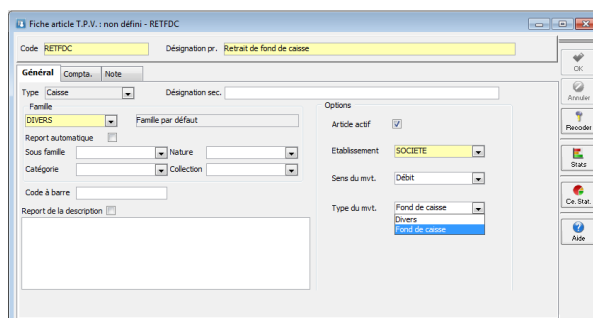 Fiche article T.P.V. : non défini - RETFDC
Code RETFDC Désignation pr. Retrait de fond de caisse
Général Compta. Note
Type Caisse Désignation sec.
Famille
DIVERS Famille par défaut
Report automatique
Sous famille Nature
Catégorie Collection
Code à barre
Report de la description
Options
Article actif
Etablissement SOCIETE
Sens du mvt. Débit
Type du mvt. Fond de caisse
Divers
Fond de caisse
OK
Annuler
Recoder
Stats
Ce. Stat.
Aide